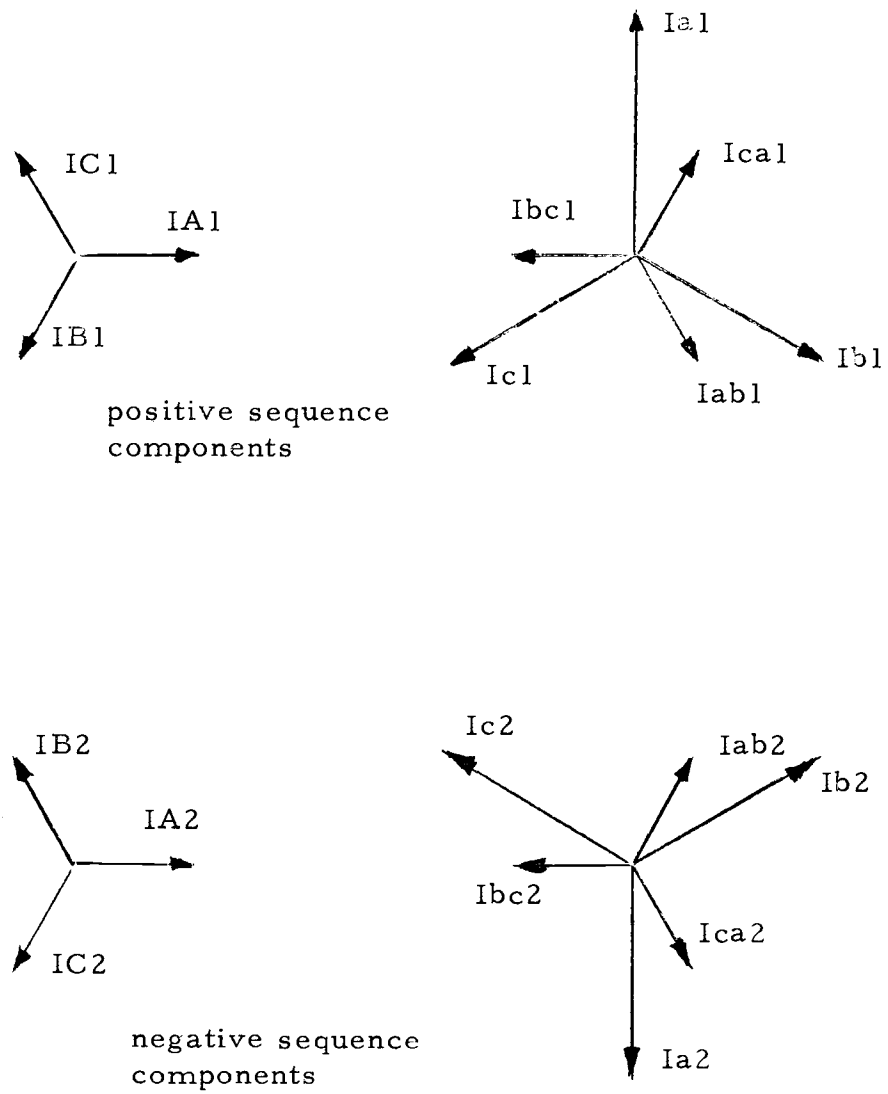 Ia1
IC1
Ica1
IA1
Ibc1
IB1
Ic1
Iab1
Ib1
positive sequence
components
Ic2
IB2
Iab2
Ib2
IA2
Ibc2
Ica2
IC2
negative sequence
components
Ia2